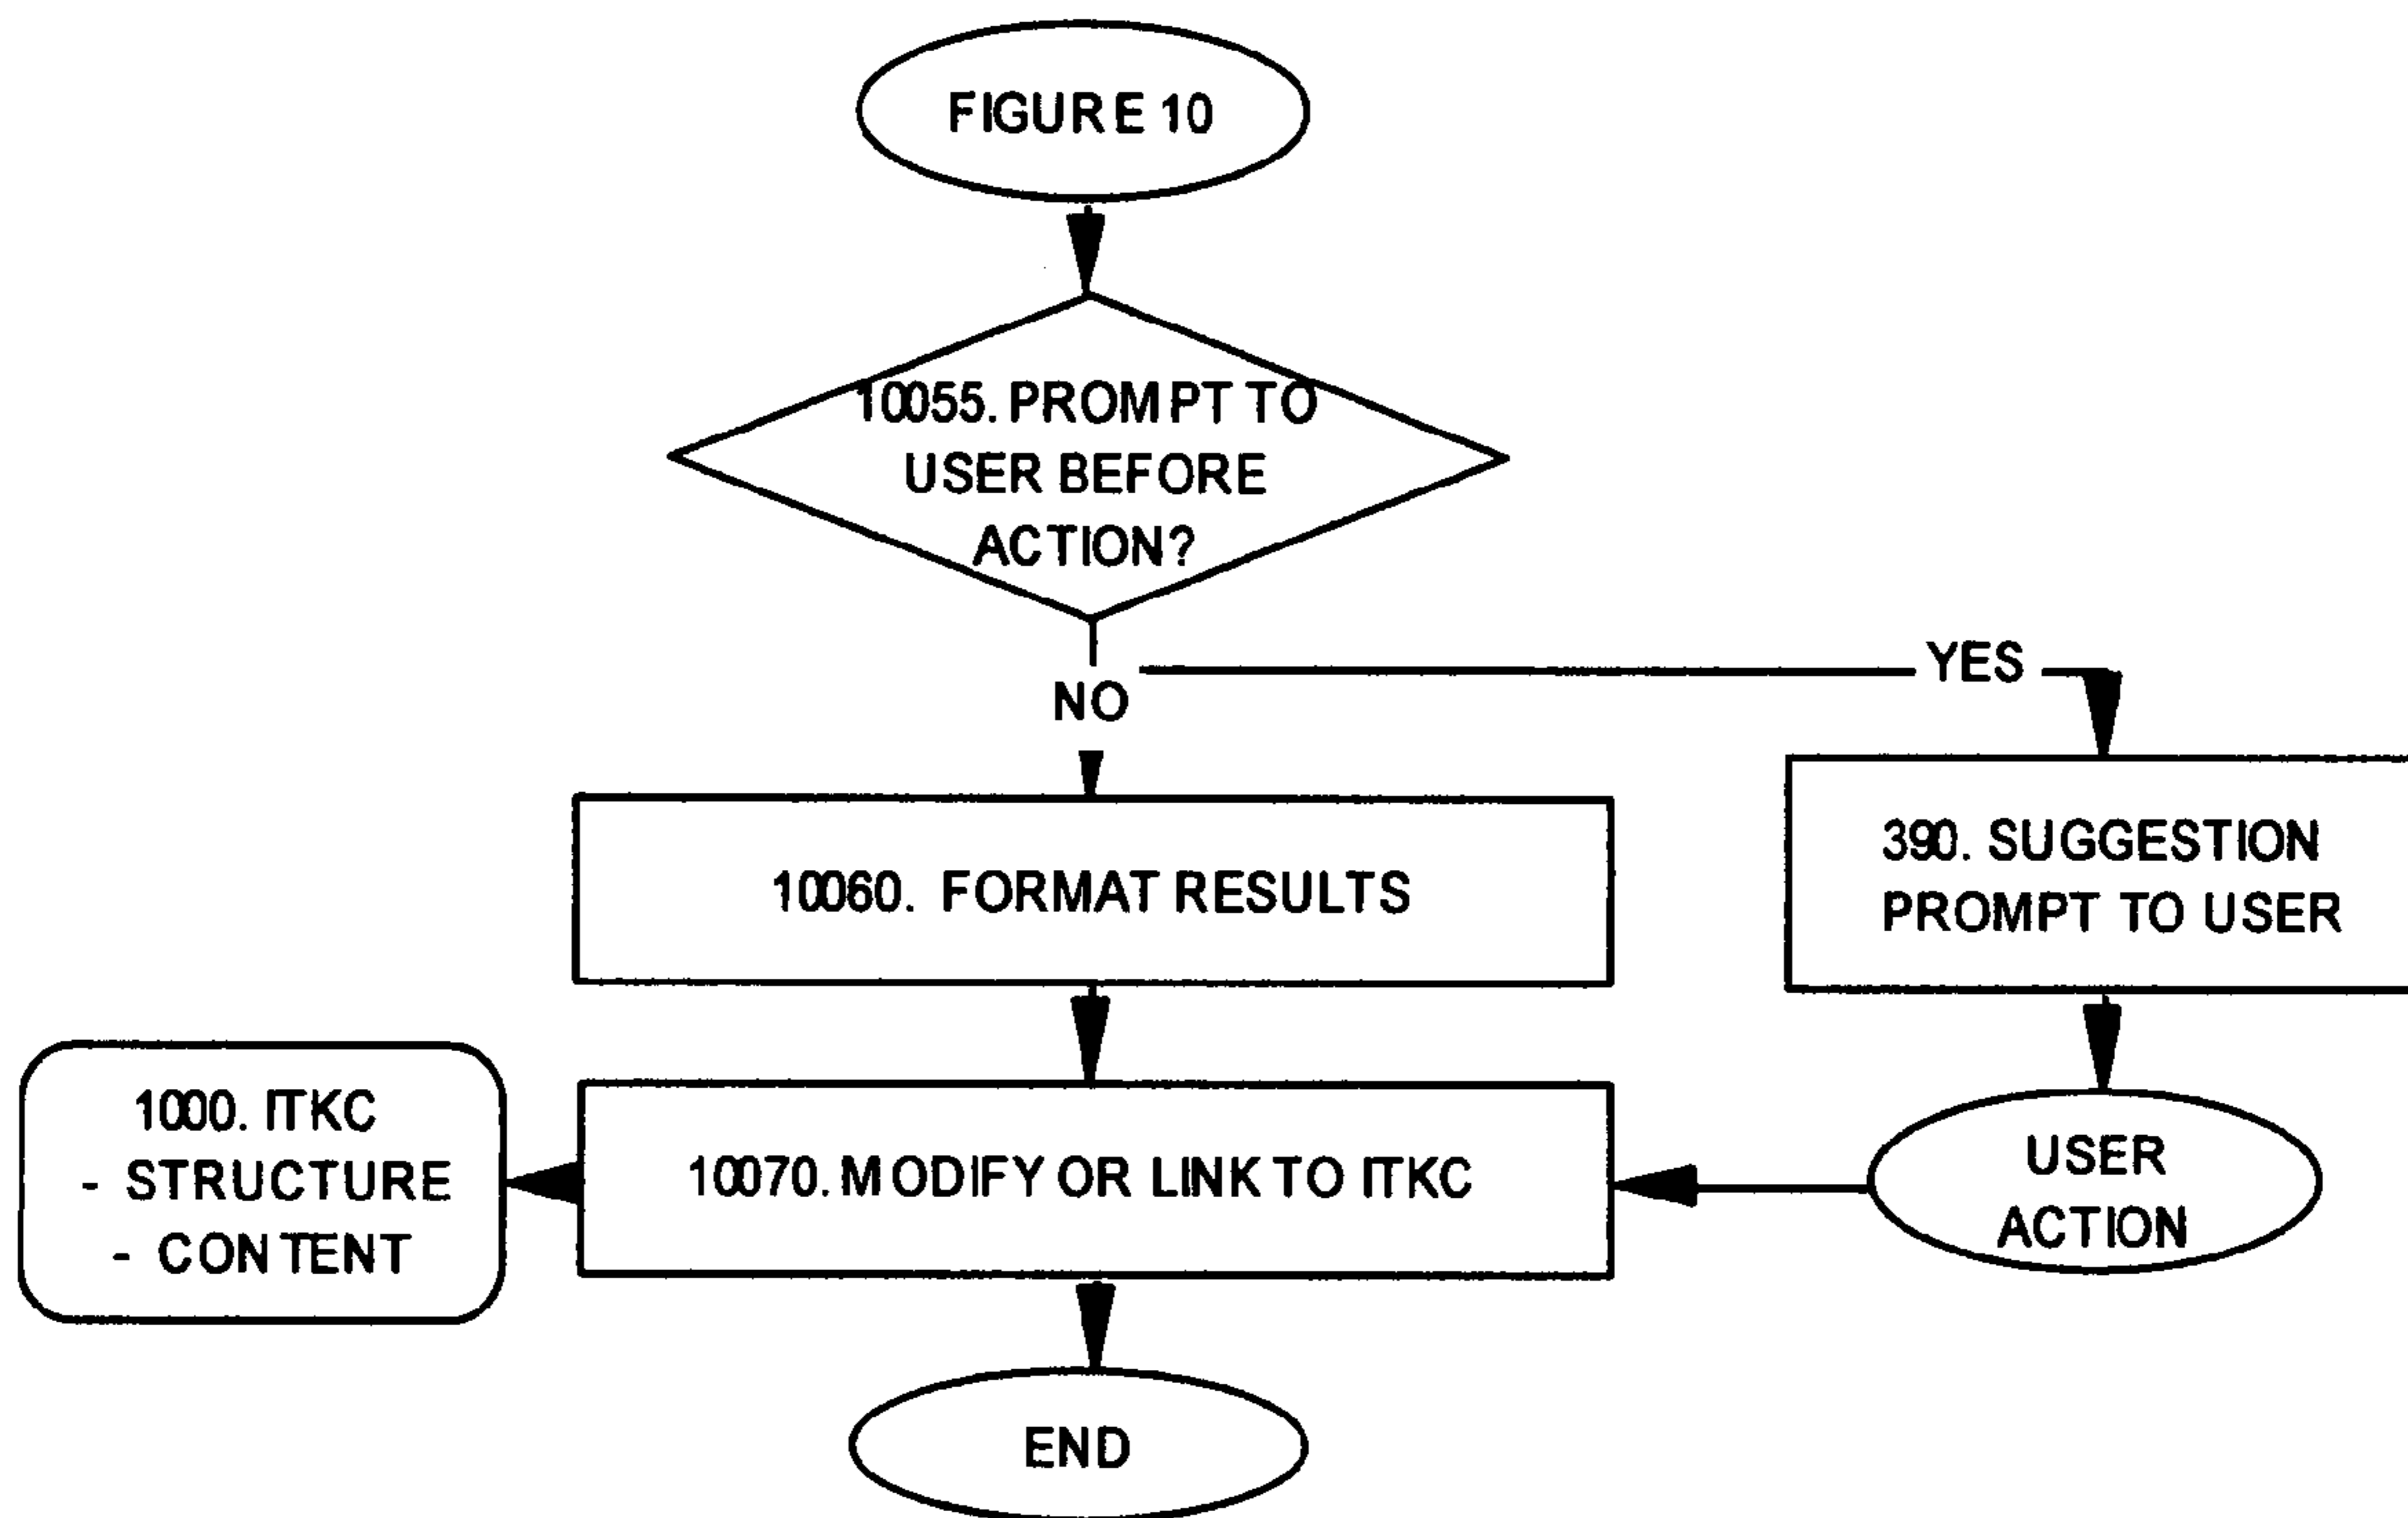 FIGURE 10
10055. PROMPT TO
USER BEFORE
ACTION?
YES
NO
390. SUGGESTION
PROMPT TO USER
10060. FORMAT RESULTS
1000. ITKC
- STRUCTURE
- CONTENT
10070. MODIFY OR LINK TO ITKC
USER
ACTION
END